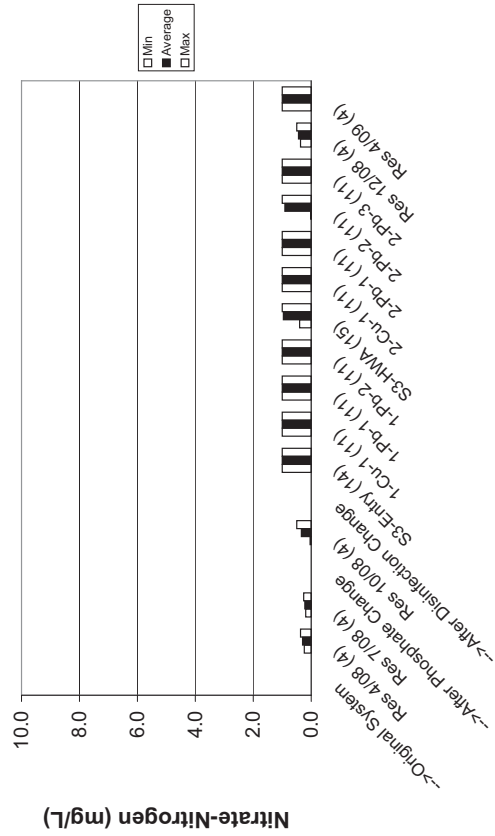 Nitrate-Nitrogen (mg/L)
10.0
8.0
6.0
4.0
2.0
0.0
-->Original System
Res 4/08 (4)
Res 7/08 (4)
-->After Phosphate Change
Res 10/08 (4)
-->After Disinfection Change
S3-Entry (14)
1-Cu-1 (11)
1-Pb-1 (11)
1-Pb-2 (11)
S3-HWA (15)
2-Cu-1 (11)
2-Pb-1 (11)
2-Pb-2 (11)
2-Pb-3 (11)
Res 12/08 (4)
Res 4/09 (4)
Min
Average
Max